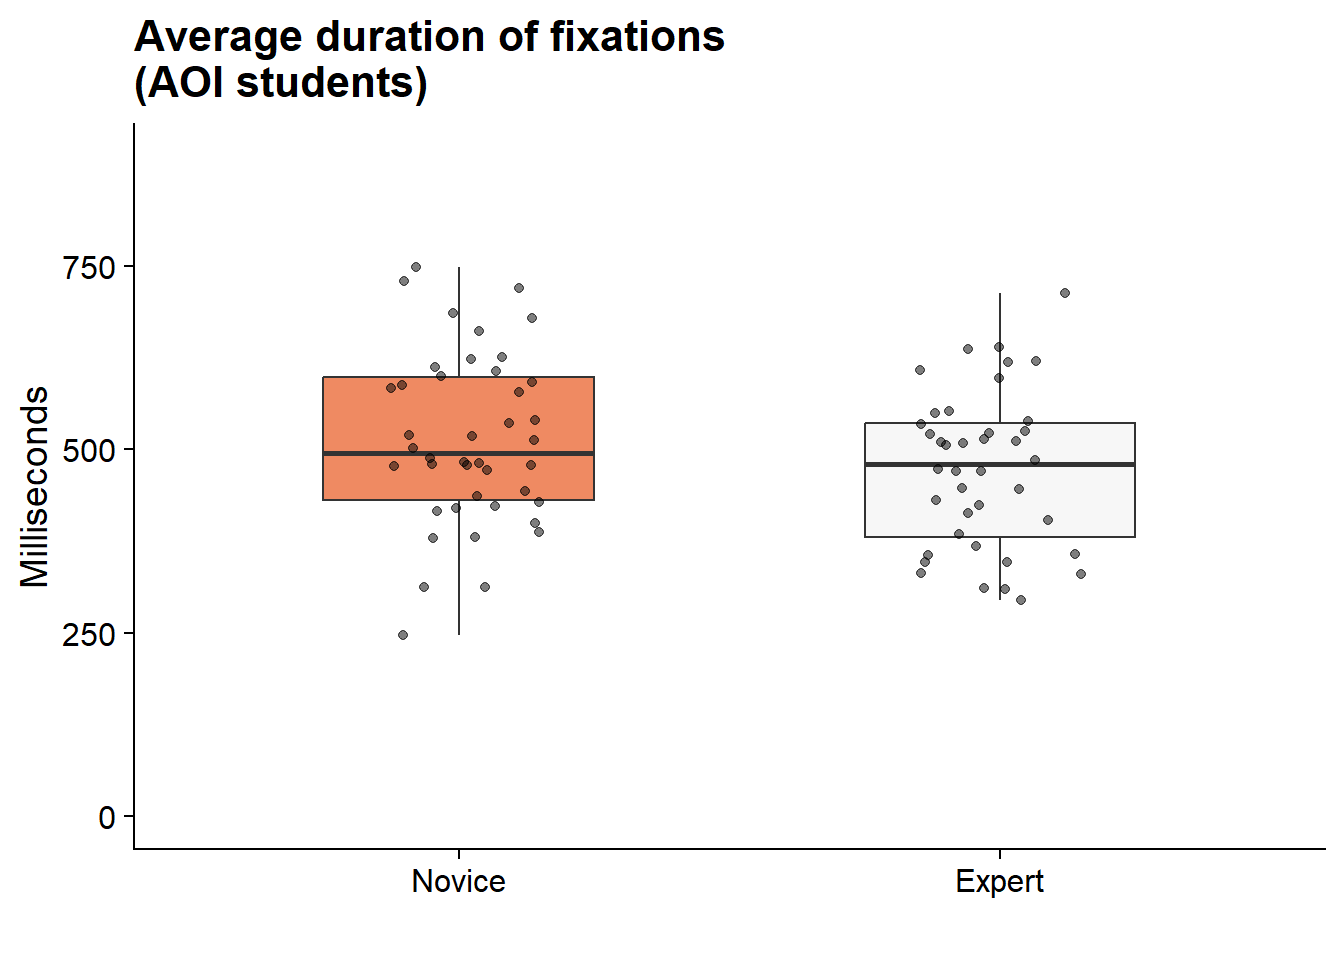 Average duration of fixations
(AOI students)
Milliseconds
750
500
250
0
Novice
Expert